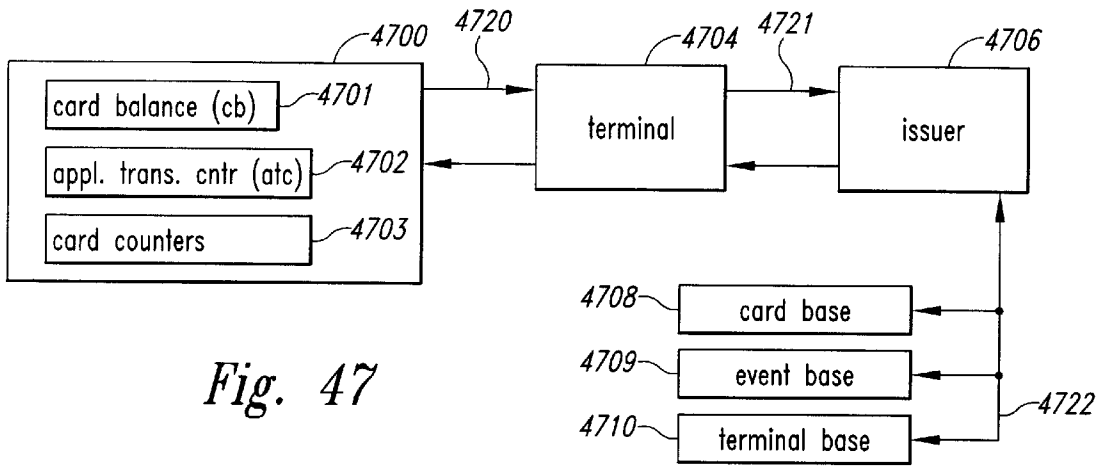 4700
4720
4704
4721
4706
card balance (cb)
4701
appl. trans. cntr (atc)
4702
card counters
4703
terminal
issuer
4708
card base
4709
event base
4710
terminal base
4722
Fig. 47